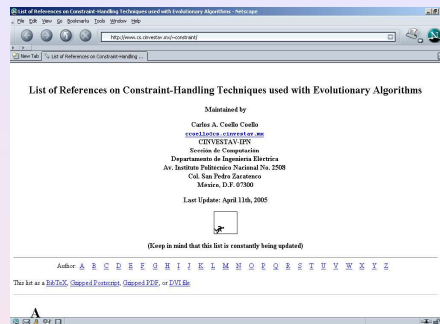 List of References on Constraint-Handling Techniques used with Evolutionary Algorithms - Netscape
File Edit View Go Bookmarks Tools Window Help
http://www.cs.cinvestav.mx/~constraint/
New Tab List of References on Constraint-Handling ...
List of References on Constraint-Handling Techniques used with Evolutionary Algorithms
Maintained by
Carlos A. Coello Coello
ccoello@cs.cinvestav.mx
CINVESTAV-IPN
Sección de Computación
Departamento de Ingeniería Eléctrica
Av. Instituto Politécnico Nacional No. 2508
Col. San Pedro Zacatenco
México, D.F. 07300
Last Update: April 11th, 2005
(Keep in mind that this list is constantly being updated)
Author: A B C D E F G H I J K L M N O P Q R S T U V W X Y Z
This list as a BibTeX, Gzipped Postscript, Gzipped PDF, or DVI file.
A